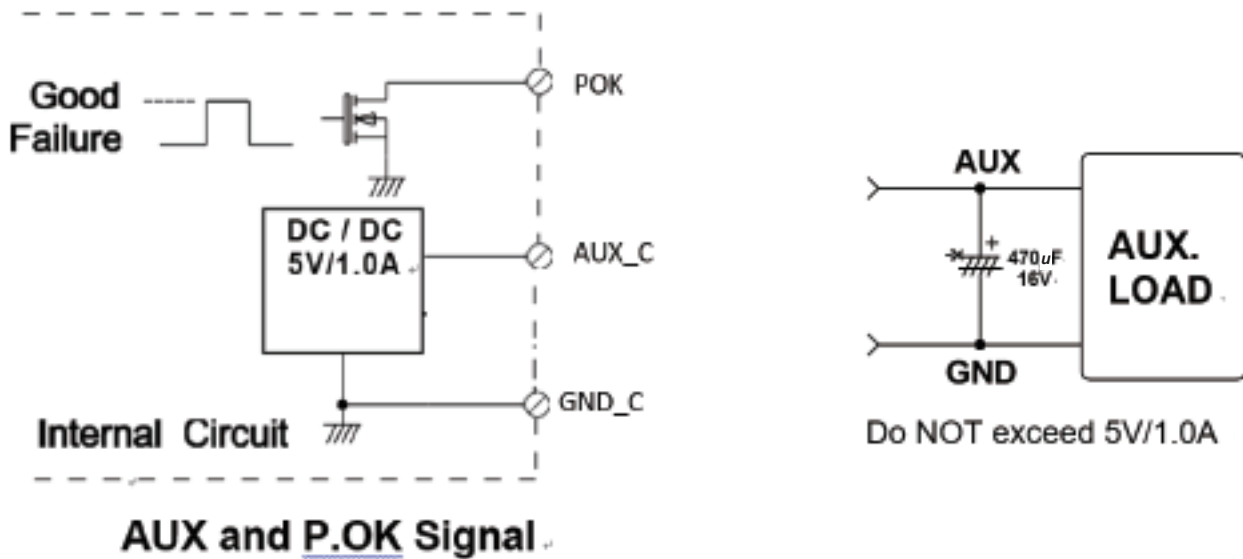 POK
Good
Failure
DC / DC
5V/1.0A
AUX_C
GND_C
Internal Circuit
AUX and P.OK Signal
AUX
+
470uF
16V
AUX.
LOAD
GND
Do NOT exceed 5V/1.0A